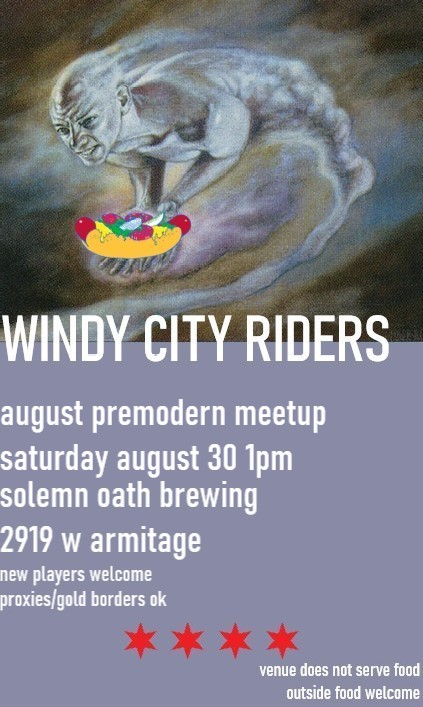 WINDY CITY RIDERS
august premodern meetup
saturday august 30 1pm
solemn oath brewing
2919 w armitage
new players welcome
proxies/gold borders ok
venue does not serve food
outside food welcome